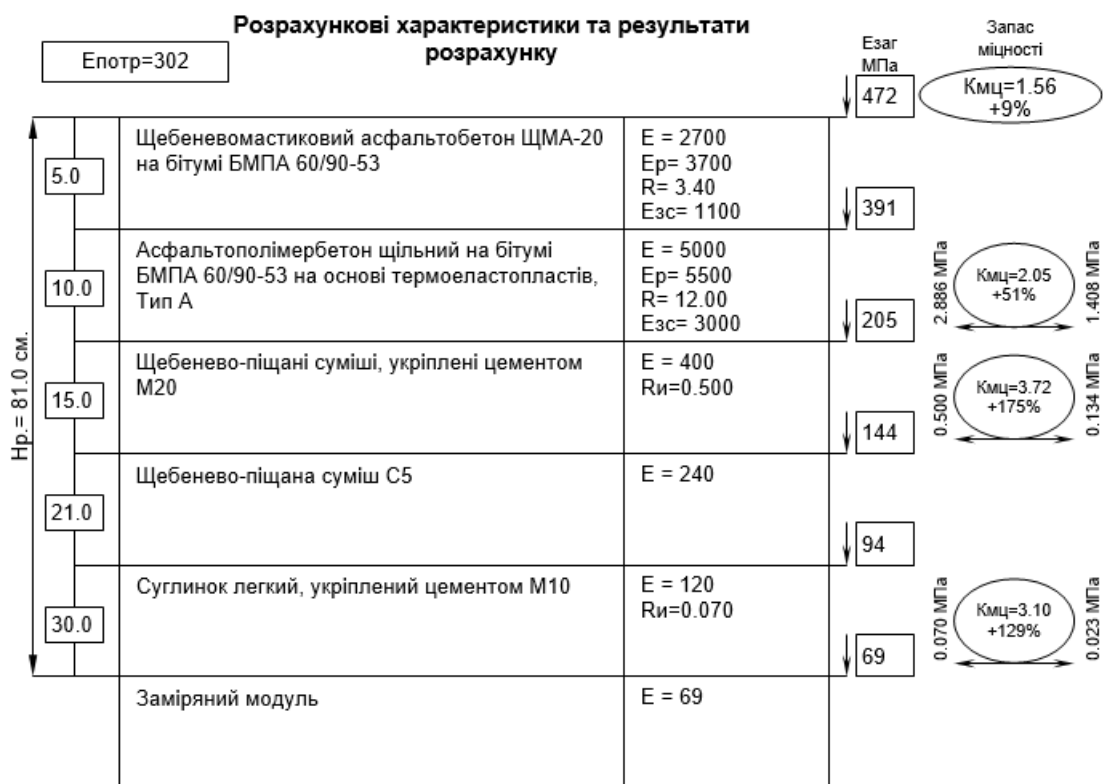 Розрахункові характеристики та результати
розрахунку
Eпотр=302
Eзаг
МПа
Запас
міцності
472
Кмц=1.56
+9%
Hр.= 81.0 см.
5.0
Щебеневомастиковий асфальтобетон ЩМА-20
на бітумі БМПА 60/90-53
E = 2700
Eр= 3700
R= 3.40
Eзс= 1100
391
10.0
Асфальтополімербетон щільний на бітумі
БМПА 60/90-53 на основі термоеластопластів,
Тип А
E = 5000
Eр= 5500
R= 12.00
Eзс= 3000
205
2.886 МПа
Кмц=2.05
+51%
1.408 МПа
15.0
Щебенево-піщані суміші, укріплені цементом
М20
E = 400
Rи=0.500
144
0.500 МПа
Кмц=3.72
+175%
0.134 МПа
21.0
Щебенево-піщана суміш С5
E = 240
94
30.0
Суглинок легкий, укріплений цементом М10
E = 120
Rи=0.070
69
0.070 МПа
Кмц=3.10
+129%
0.023 МПа
Заміряний модуль
E = 69